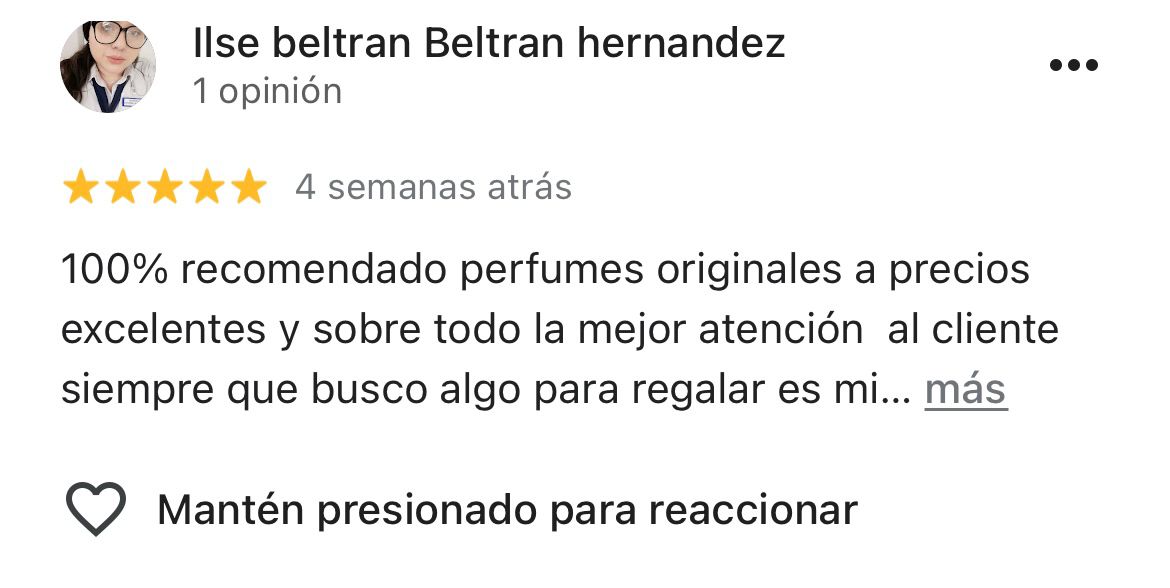 Ilse beltran Beltran hernandez
1 opinión
4 semanas atrás
100% recomendado perfumes originales a precios
excelentes y sobre todo la mejor atención  al cliente
siempre que busco algo para regalar es mi... más
Mantén presionado para reaccionar